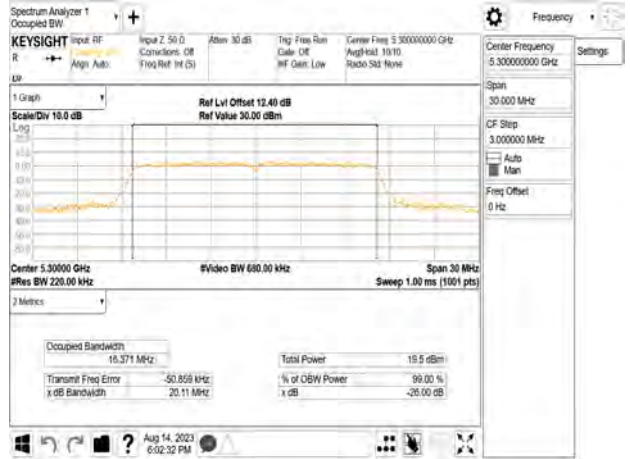 Spectrum Analyzer 1
Occupied BW
+
Frequency
KEYSIGHT
Input: RF
Input Z: 50 Ω
Atten: 30 dB
Trig: Free Run
Center Freq: 5.300000000 GHz
R
Corrections: Off
Gate: Off
Avg|Hold: 10/10
Align: Auto
Freq Ref: Int (S)
#IF Gain: Low
Radio Std: None
Settings
Center Frequency
5.300000000 GHz
Span
30.000 MHz
CF Step
3.000000 MHz
Auto
Man
Freq Offset
0 Hz
1 Graph
Scale/Div 10.0 dB
Log
Ref Lvl Offset 12.40 dB
Ref Value 30.00 dBm
0.00
Center 5.30000 GHz
#Res BW 220.00 kHz
#Video BW 680.00 kHz
Span 30 MHz
Sweep 1.00 ms (1001 pts)
2 Metrics
Occupied Bandwidth
16.371 MHz
Total Power
19.5 dBm
Transmit Freq Error
-50.859 kHz
% of OBW Power
99.00 %
x dB Bandwidth
20.11 MHz
x dB
-26.00 dB
?
Aug 14, 2023
6:02:32 PM